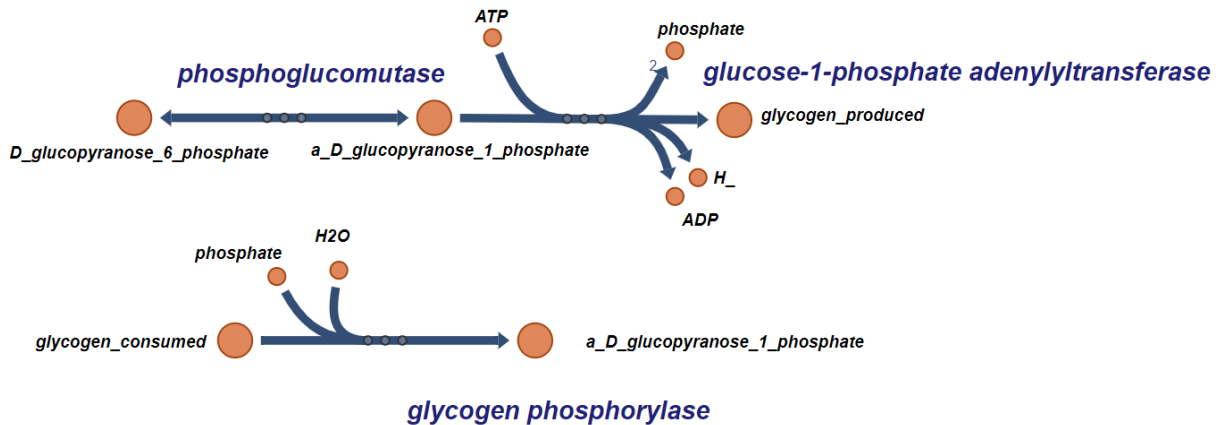 ATP
phosphate
phosphoglucomutase
2
glucose-1-phosphate adenylyltransferase
glycogen_produced
D_glucopyranose_6_phosphate
a_D_glucopyranose_1_phosphate
H_
ADP
H2O
phosphate
glycogen_consumed
a_D_glucopyranose_1_phosphate
glycogen phosphorylase